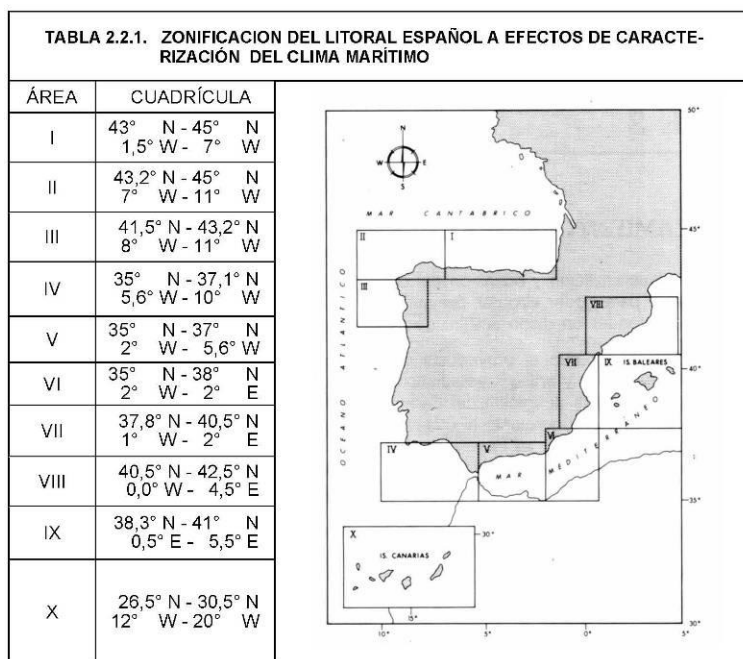 TABLA 2.2.1. ZONIFICACION DEL LITORAL ESPAÑOL A EFECTOS DE CARACTE-
RIZACIÓN DEL CLIMA MARÍTIMO
ÁREA CUADRÍCULA
I 43° N - 45° N
1,5° W - 7° W
II 43,2° N - 45° N
7° W - 11° W
III 41,5° N - 43,2° N
8° W - 11° W
IV 35° N - 37,1° N
5,6° W - 10° W
V 35° N - 37° N
2° W - 5,6° W
VI 35° N - 38° N
2° W - 2° E
VII 37,8° N - 40,5° N
1° W - 2° E
VIII 40,5° N - 42,5° N
0,0° W - 4,5° E
IX 38,3° N - 41° N
0,5° E - 5,5° E
X 26,5° N - 30,5° N
12° W - 20° W
50°
N
W E
S
MAR CANTABRICO
45°
II I
III
OCEANO ATLANTICO
VIII
VII IX IS. BALEARES
40°
VI
MAR MEDITERRANEO
IV V
35°
X
30°
IS. CANARIAS
15°
30°
10° 5° 0° 5°